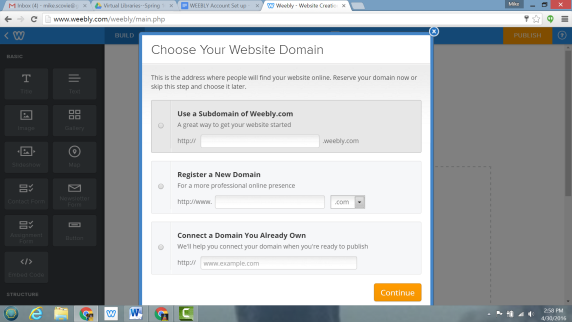 Inbox (4) - mike.scovie@
Virtual Libraries -Spring
WEEBLY Account Set up
Weebly - Website Creatio
Mike
www.weebly.com/weebly/main.php
BUILD
PUBLISH
BASIC
Title
Text
Image
Gallery
Slideshow
Map
Contact Form
Newsletter Form
Button
Embed Code
STRUCTURE
Choose Your Website Domain
This is the address where people will find your website online. Reserve your domain now or
skip this step and choose it later.
Use a Subdomain of Weebly.com
A great way to get your website started
http:// .weebly.com
Register a New Domain
For a more professional online presence
http://www. .com
Connect a Domain You Already Own
We'll help you connect your domain when you're ready to publish
http:// www.example.com
Continue
2:58 PM
4/30/2016